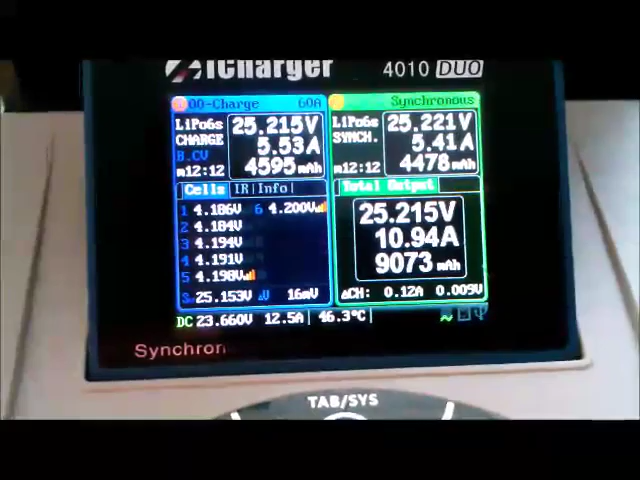 iCharger 4010 DUO
00-Charge 60A
LiPo6s 25.215V
CHARGE 5.53A
B.CV
m12:12 4595mAh
Cells IR Info
1 4.186V 6 4.200V
2 4.184V
3 4.194V
4 4.191V
5 4.198V
25.153V ΔV 16mV
Synchronous
LiPo6s 25.221V
SYNCH. 5.41A
m12:12 4478mAh
Total Output
25.215V
10.94A
9073mAh
ΔCH: 0.12A 0.009V
DC 23.660V 12.5A 46.3°C
Synchron
TAB/SYS